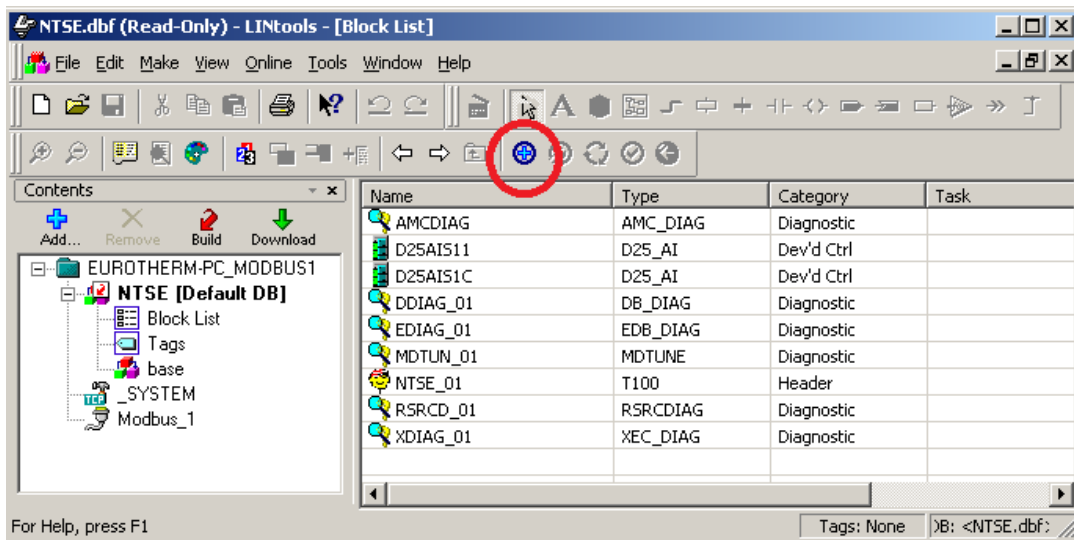 NTSE.dbf (Read-Only) - LINtools - [Block List]
File Edit Make View Online Tools Window Help
Contents
Add... Remove Build Download
EUROTHERM-PC_MODBUS1
NTSE [Default DB]
Block List
Tags
base
_SYSTEM
Modbus_1
Name Type Category Task
AMCDIAG AMC_DIAG Diagnostic
D25AIS11 D25_AI Dev'd Ctrl
D25AIS1C D25_AI Dev'd Ctrl
DDIAG_01 DB_DIAG Diagnostic
EDIAG_01 EDB_DIAG Diagnostic
MDTUN_01 MDTUNE Diagnostic
NTSE_01 T100 Header
RSRCD_01 RSRCDIAG Diagnostic
XDIAG_01 XEC_DIAG Diagnostic
For Help, press F1 Tags: None DB: <NTSE.dbf>